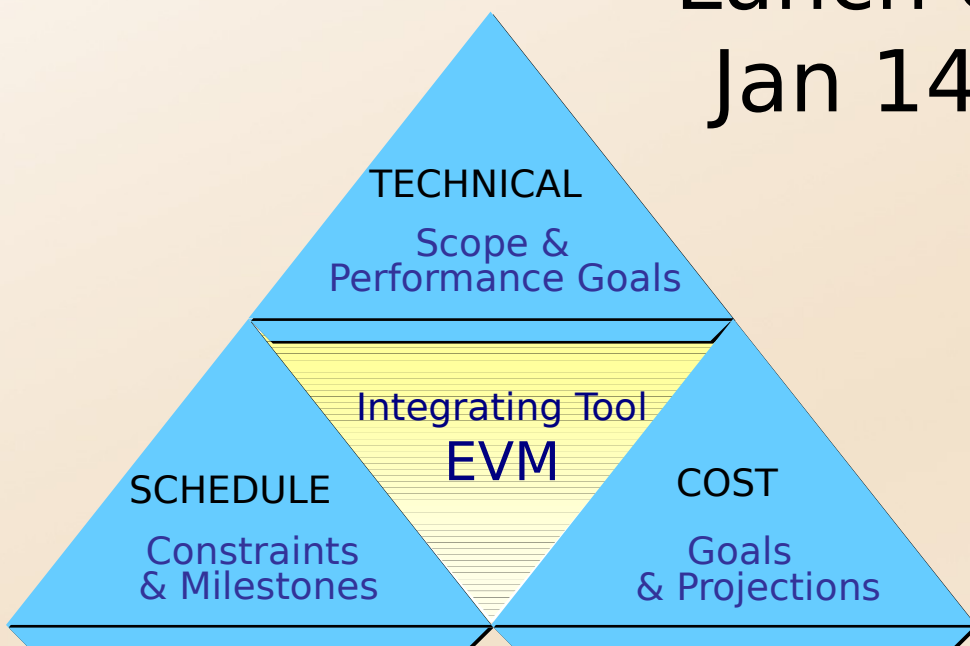 Jan 14
TECHNICAL
Scope &
Performance Goals
Integrating Tool
EVM
SCHEDULE
Constraints
& Milestones
COST
Goals
& Projections